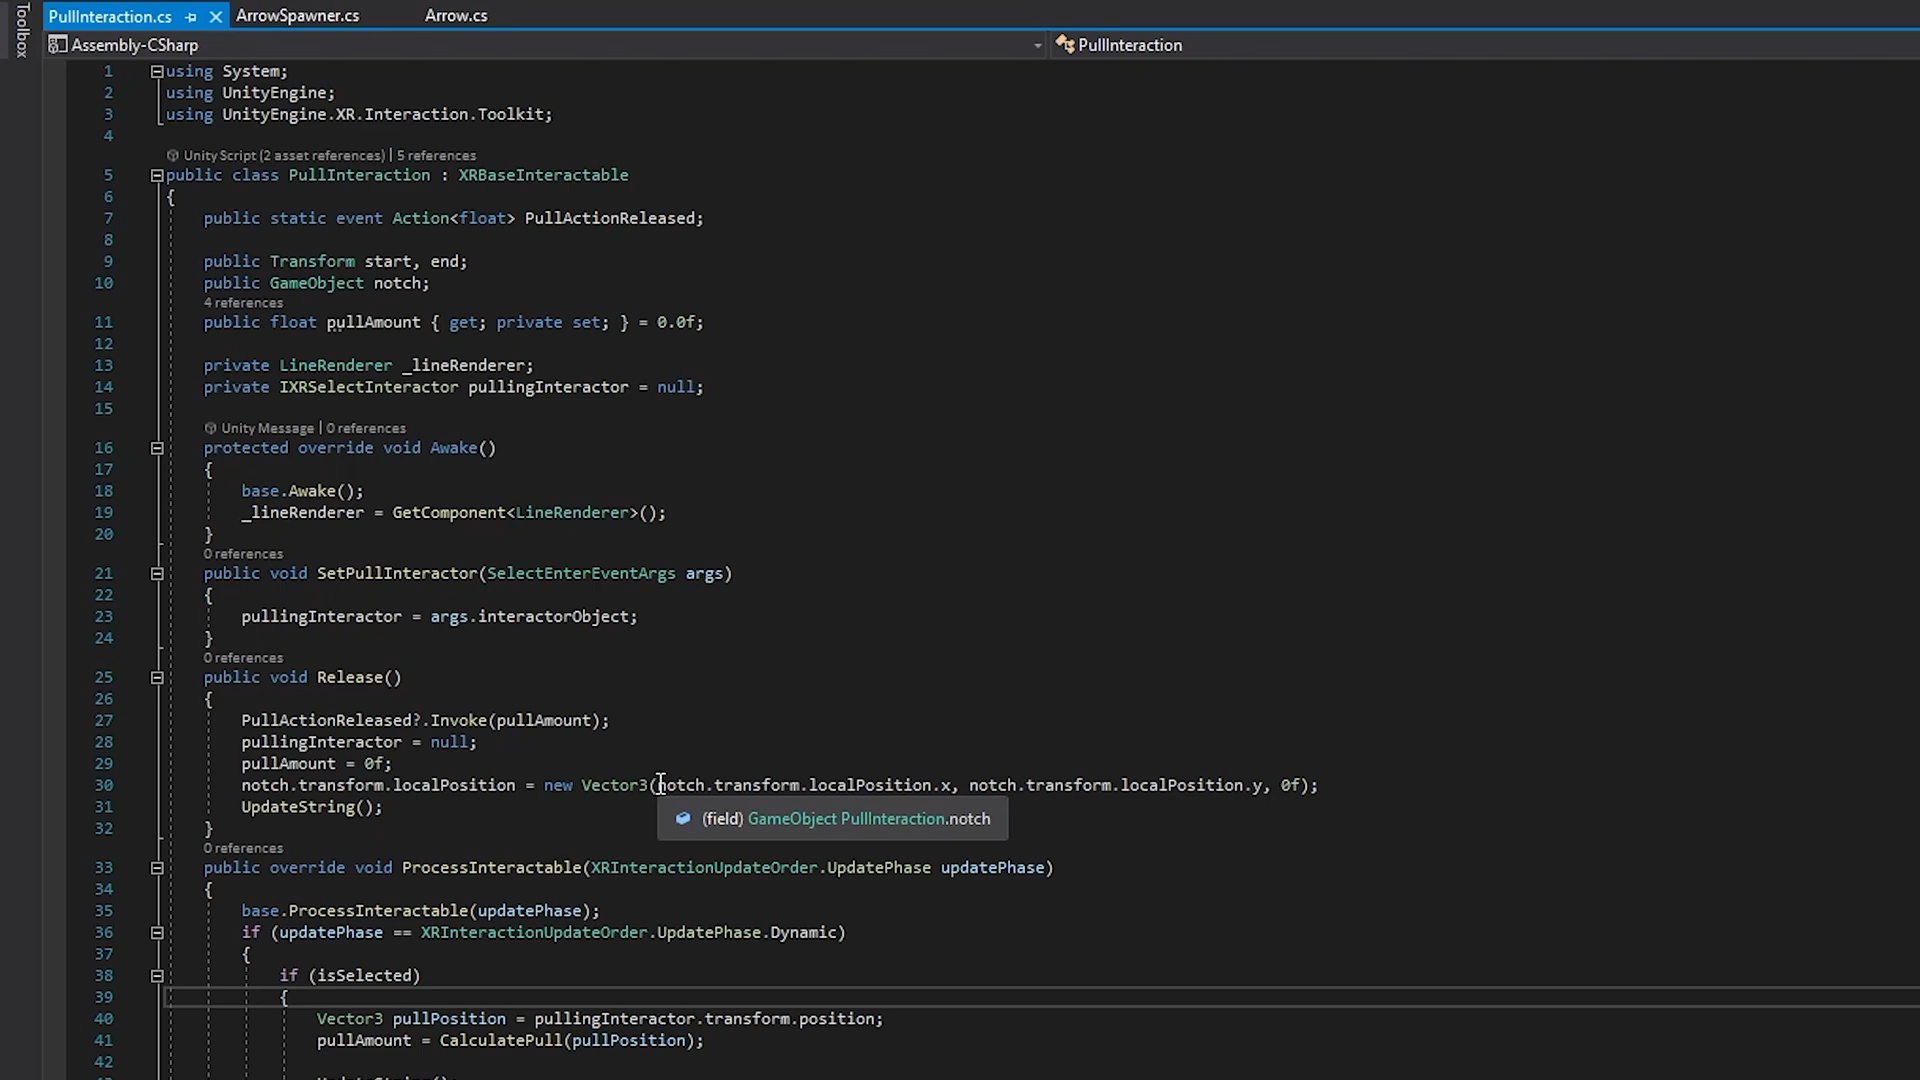 Toolbox
PullInteraction.cs ArrowSpawner.cs Arrow.cs
Assembly-CSharp PullInteraction
1 using System;
2 using UnityEngine;
3 using UnityEngine.XR.Interaction.Toolkit;
4
Unity Script (2 asset references) | 5 references
5 public class PullInteraction : XRBaseInteractable
6 {
7 public static event Action<float> PullActionReleased;
8
9 public Transform start, end;
10 public GameObject notch;
4 references
11 public float pullAmount { get; private set; } = 0.0f;
12
13 private LineRenderer _lineRenderer;
14 private IXRSelectInteractor pullingInteractor = null;
15
Unity Message | 0 references
16 protected override void Awake()
17 {
18 base.Awake();
19 _lineRenderer = GetComponent<LineRenderer>();
20 }
0 references
21 public void SetPullInteractor(SelectEnterEventArgs args)
22 {
23 pullingInteractor = args.interactorObject;
24 }
0 references
25 public void Release()
26 {
27 PullActionReleased?.Invoke(pullAmount);
28 pullingInteractor = null;
29 pullAmount = 0f;
30 notch.transform.localPosition = new Vector3(notch.transform.localPosition.x, notch.transform.localPosition.y, 0f);
31 UpdateString();
(field) GameObject PullInteraction.notch
32 }
0 references
33 public override void ProcessInteractable(XRInteractionUpdateOrder.UpdatePhase updatePhase)
34 {
35 base.ProcessInteractable(updatePhase);
36 if (updatePhase == XRInteractionUpdateOrder.UpdatePhase.Dynamic)
37 {
38 if (isSelected)
39 {
40 Vector3 pullPosition = pullingInteractor.transform.position;
41 pullAmount = CalculatePull(pullPosition);
42